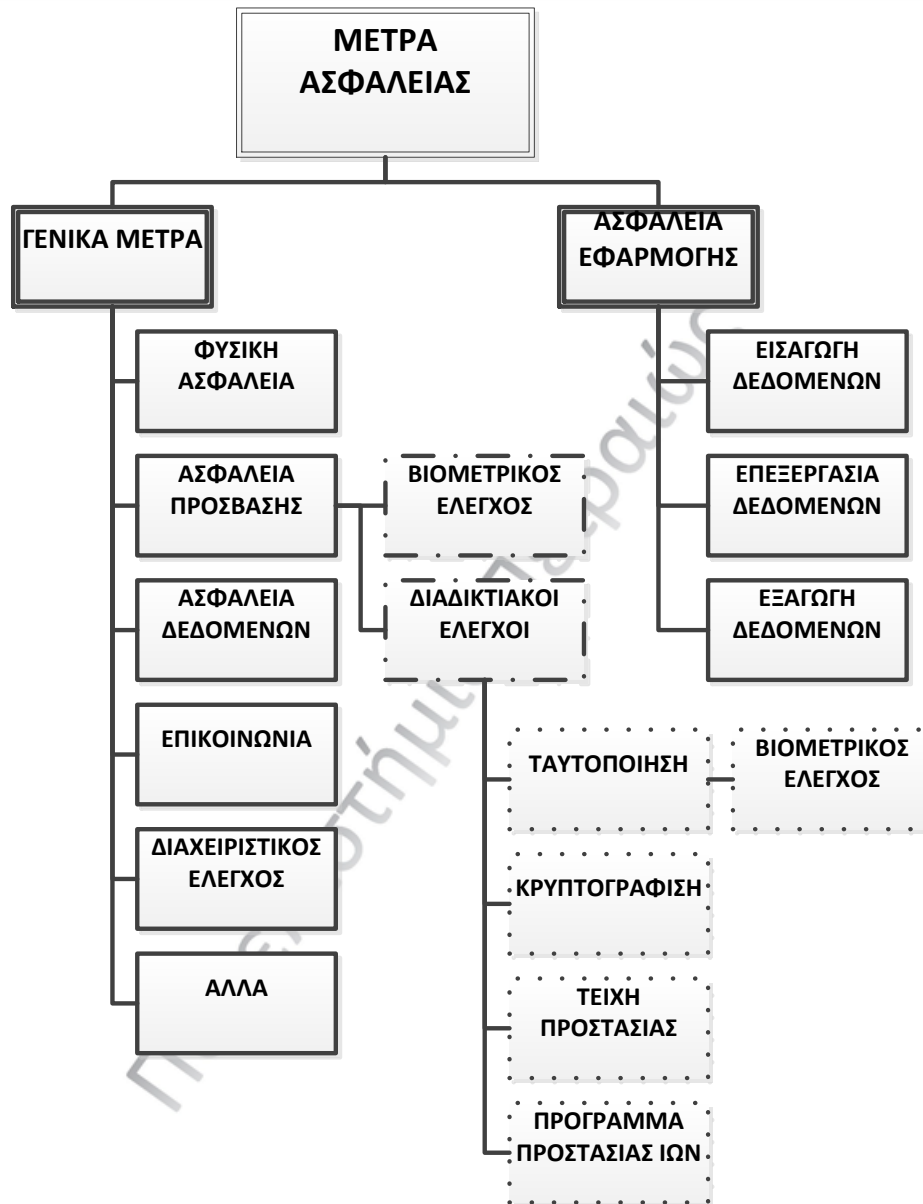 ΜΕΤΡΑ
ΑΣΦΑΛΕΙΑΣ
ΓΕΝΙΚΑ ΜΕΤΡΑ
ΑΣΦΑΛΕΙΑ
ΕΦΑΡΜΟΓΗΣ
ΦΥΣΙΚΗ
ΑΣΦΑΛΕΙΑ
ΕΙΣΑΓΩΓΗ
ΔΕΔΟΜΕΝΩΝ
ΑΣΦΑΛΕΙΑ
ΠΡΟΣΒΑΣΗΣ
ΒΙΟΜΕΤΡΙΚΟΣ
ΕΛΕΓΧΟΣ
ΕΠΕΞΕΡΓΑΣΙΑ
ΔΕΔΟΜΕΝΩΝ
ΑΣΦΑΛΕΙΑ
ΔΕΔΟΜΕΝΩΝ
ΔΙΑΔΙΚΤΙΑΚΟΙ
ΕΛΕΓΧΟΙ
ΕΞΑΓΩΓΗ
ΔΕΔΟΜΕΝΩΝ
ΕΠΙΚΟΙΝΩΝΙΑ
ΤΑΥΤΟΠΟΙΗΣΗ
ΒΙΟΜΕΤΡΙΚΟΣ
ΕΛΕΓΧΟΣ
ΔΙΑΧΕΙΡΙΣΤΙΚΟΣ
ΕΛΕΓΧΟΣ
ΚΡΥΠΤΟΓΡΑΦΙΣΗ
ΑΛΛΑ
ΤΕΙΧΗ
ΠΡΟΣΤΑΣΙΑΣ
ΠΡΟΓΡΑΜΜΑ
ΠΡΟΣΤΑΣΙΑΣ ΙΩΝ